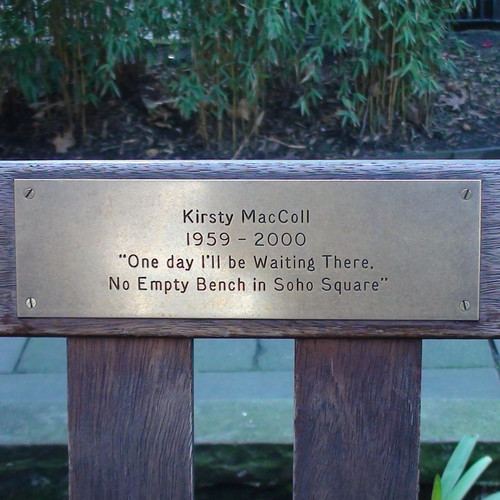 Kirsty MacColl
1959 - 2000
"One day I'll be Waiting There,
No Empty Bench in Soho Square"